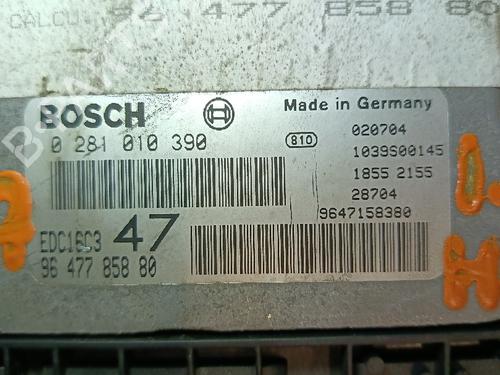 CALCU 96 477 858 80
BOSCH
Made in Germany
0 281 010 390
810
020704
1039S00145
1855 2155
28704
9647158380
EDC16C3
47
96 477 858 80